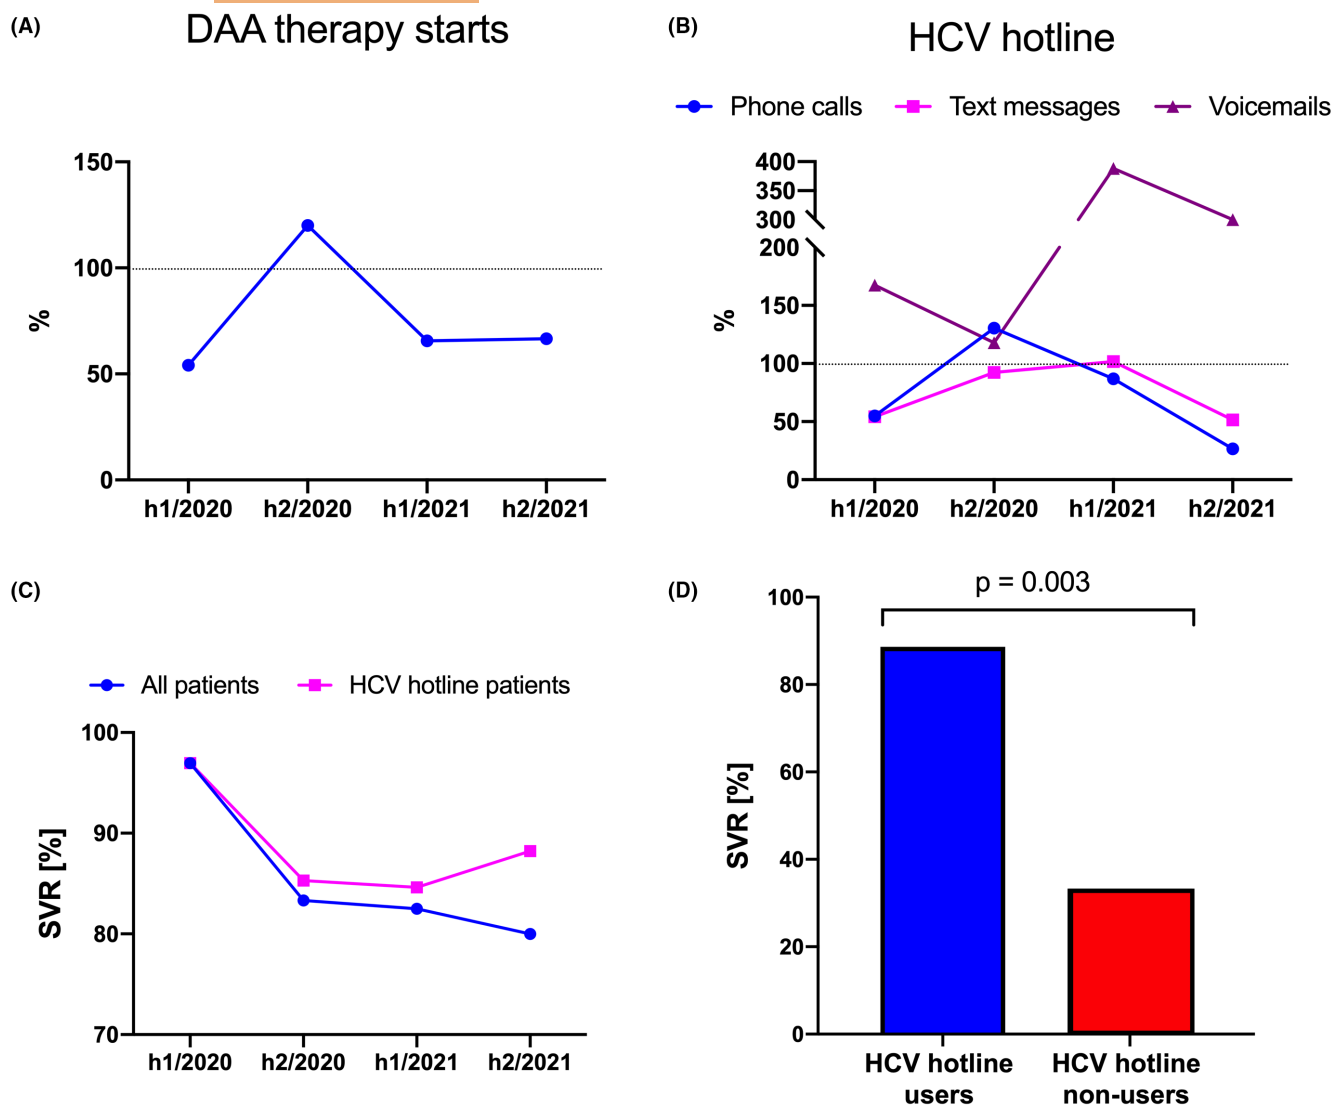 (A)
DAA therapy starts
150
100
50
0
%
h1/2020 h2/2020 h1/2021 h2/2021
(B)
HCV hotline
Phone calls Text messages Voicemails
400
350
300
200
150
100
50
0
%
h1/2020 h2/2020 h1/2021 h2/2021
(C)
All patients HCV hotline patients
100
90
80
70
SVR [%]
h1/2020 h2/2020 h1/2021 h2/2021
(D)
p = 0.003
100
80
60
40
20
0
SVR [%]
HCV hotline
users
HCV hotline
non-users